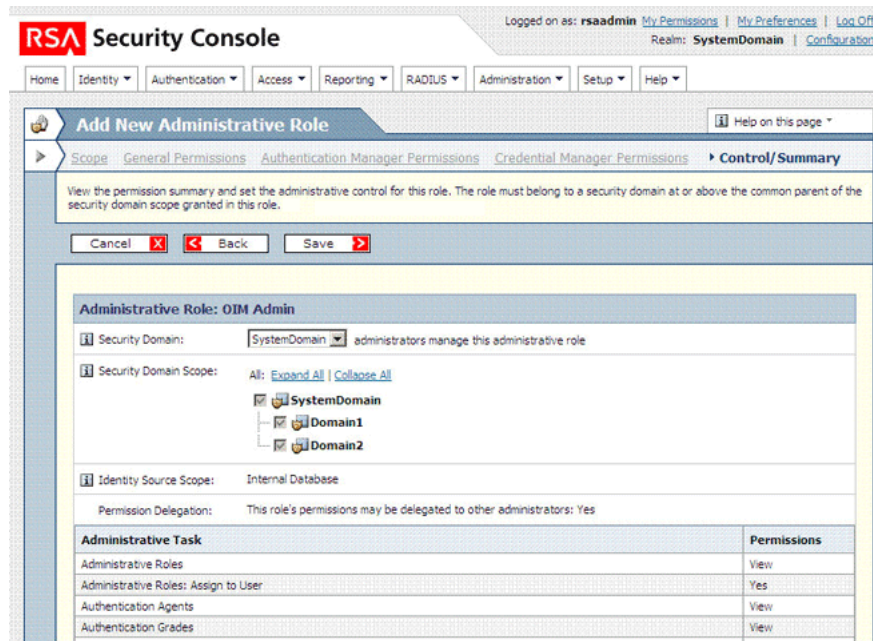 Logged on as: rsaadmin My Permissions | My Preferences | Log Off
RSA Security Console
Realm: SystemDomain | Configuration
Home Identity Authentication Access Reporting RADIUS Administration Setup Help
Add New Administrative Role
Help on this page
Scope General Permissions Authentication Manager Permissions Credential Manager Permissions Control/Summary
View the permission summary and set the administrative control for this role. The role must belong to a security domain at or above the common parent of the
security domain scope granted in this role.
Cancel Back Save
Administrative Role: OIM Admin
Security Domain: SystemDomain administrators manage this administrative role
Security Domain Scope: All: Expand All | Collapse All
SystemDomain
Domain1
Domain2
Identity Source Scope: Internal Database
Permission Delegation: This role's permissions may be delegated to other administrators: Yes
Administrative Task Permissions
Administrative Roles View
Administrative Roles: Assign to User Yes
Authentication Agents View
Authentication Grades View